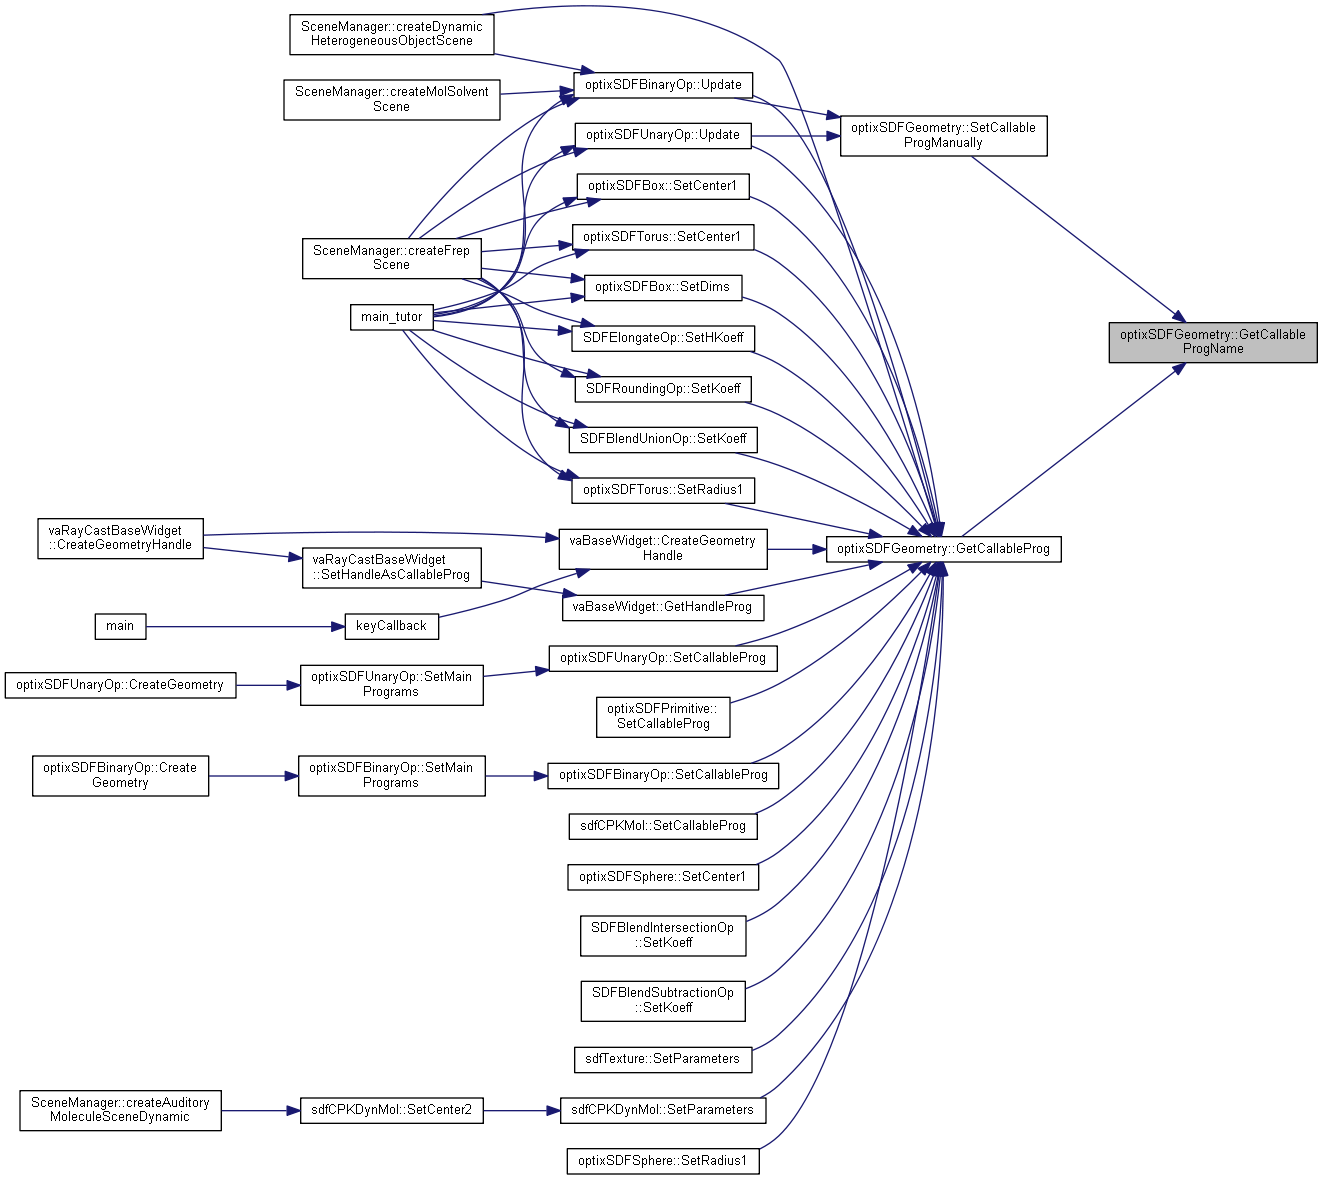 SceneManager::createDynamic
HeterogeneousObjectScene
SceneManager::createMolSolvent
Scene
optixSDFBinaryOp::Update
optixSDFGeometry::SetCallable
ProgManually
optixSDFUnaryOp::Update
optixSDFBox::SetCenter1
SceneManager::createFrep
Scene
optixSDFTorus::SetCenter1
optixSDFBox::SetDims
main_tutor
SDFElongateOp::SetHKoeff
optixSDFGeometry::GetCallable
ProgName
SDFRoundingOp::SetKoeff
SDFBlendUnionOp::SetKoeff
optixSDFTorus::SetRadius1
vaRayCastBaseWidget
::CreateGeometryHandle
vaRayCastBaseWidget
::SetHandleAsCallableProg
vaBaseWidget::CreateGeometry
Handle
optixSDFGeometry::GetCallableProg
vaBaseWidget::GetHandleProg
main
keyCallback
optixSDFUnaryOp::SetCallableProg
optixSDFUnaryOp::CreateGeometry
optixSDFUnaryOp::SetMain
Programs
optixSDFPrimitive::
SetCallableProg
optixSDFBinaryOp::Create
Geometry
optixSDFBinaryOp::SetMain
Programs
optixSDFBinaryOp::SetCallableProg
sdfCPKMol::SetCallableProg
optixSDFSphere::SetCenter1
SDFBlendIntersectionOp
::SetKoeff
SDFBlendSubtractionOp
::SetKoeff
sdfTexture::SetParameters
SceneManager::createAuditory
MoleculeSceneDynamic
sdfCPKDynMol::SetCenter2
sdfCPKDynMol::SetParameters
optixSDFSphere::SetRadius1